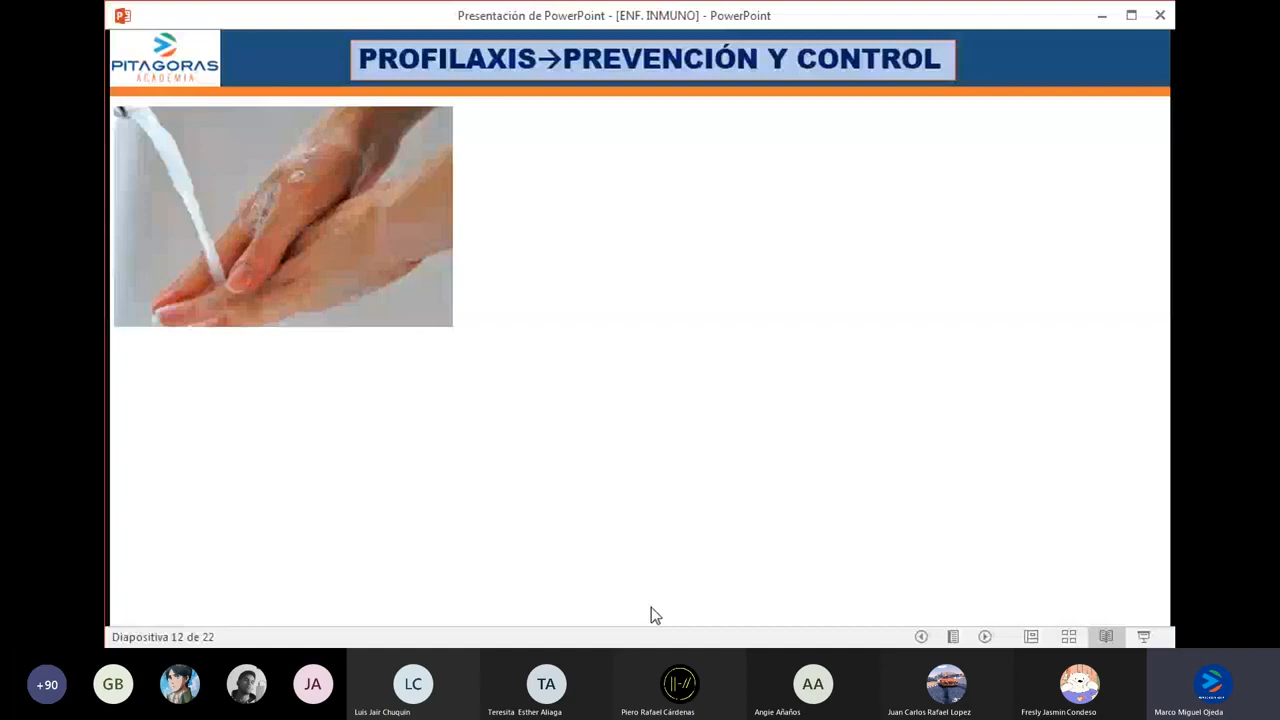 Presentación de PowerPoint - [ENF. INMUNO] - PowerPoint
PITAGORAS
ACADEMIA
PROFILAXIS→PREVENCIÓN Y CONTROL
Diapositiva 12 de 22
+90
GB
JA
LC
TA
AA
Luis Jair Chuquin
Teresita Esther Aliaga
Piero Rafael Cárdenas
Angie Añaños
Juan Carlos Rafael Lopez
Fresly Jasmin Condeso
Marco Miguel Ojeda